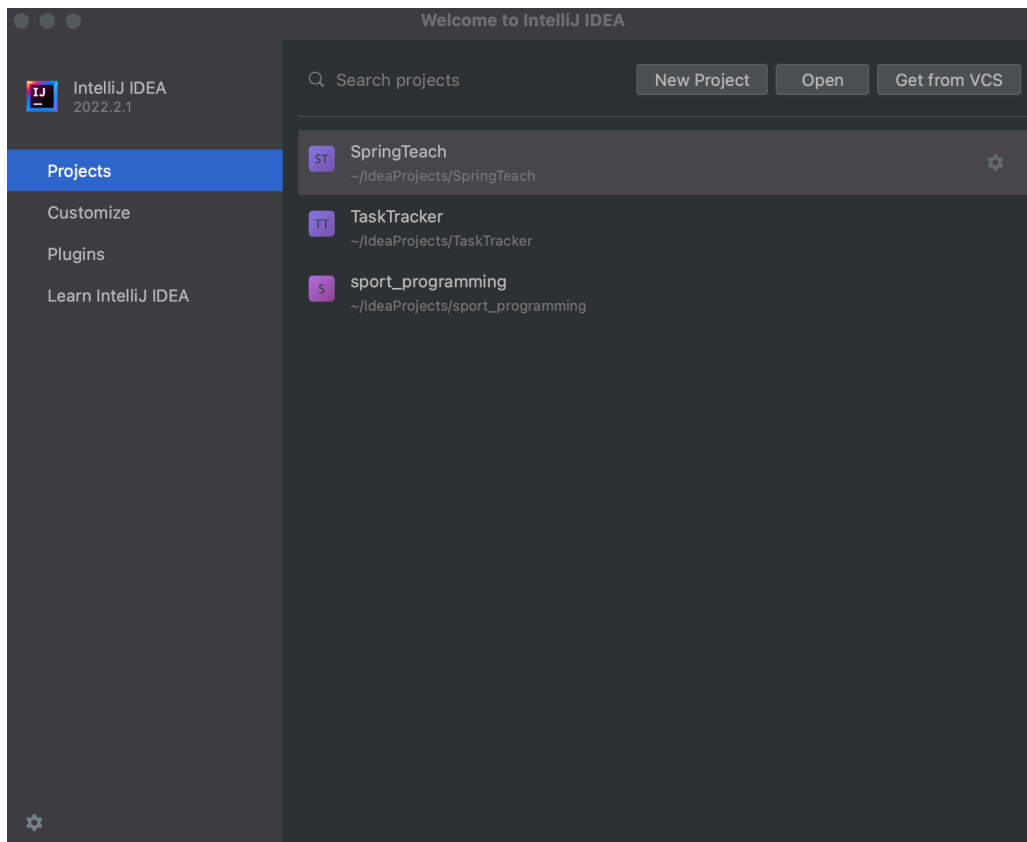 Welcome to IntelliJ IDEA
IJ
IntelliJ IDEA
2022.2.1
Projects
Customize
Plugins
Learn IntelliJ IDEA
Search projects
New Project
Open
Get from VCS
ST
SpringTeach
~/IdeaProjects/SpringTeach
TT
TaskTracker
~/IdeaProjects/TaskTracker
S
sport_programming
~/IdeaProjects/sport_programming